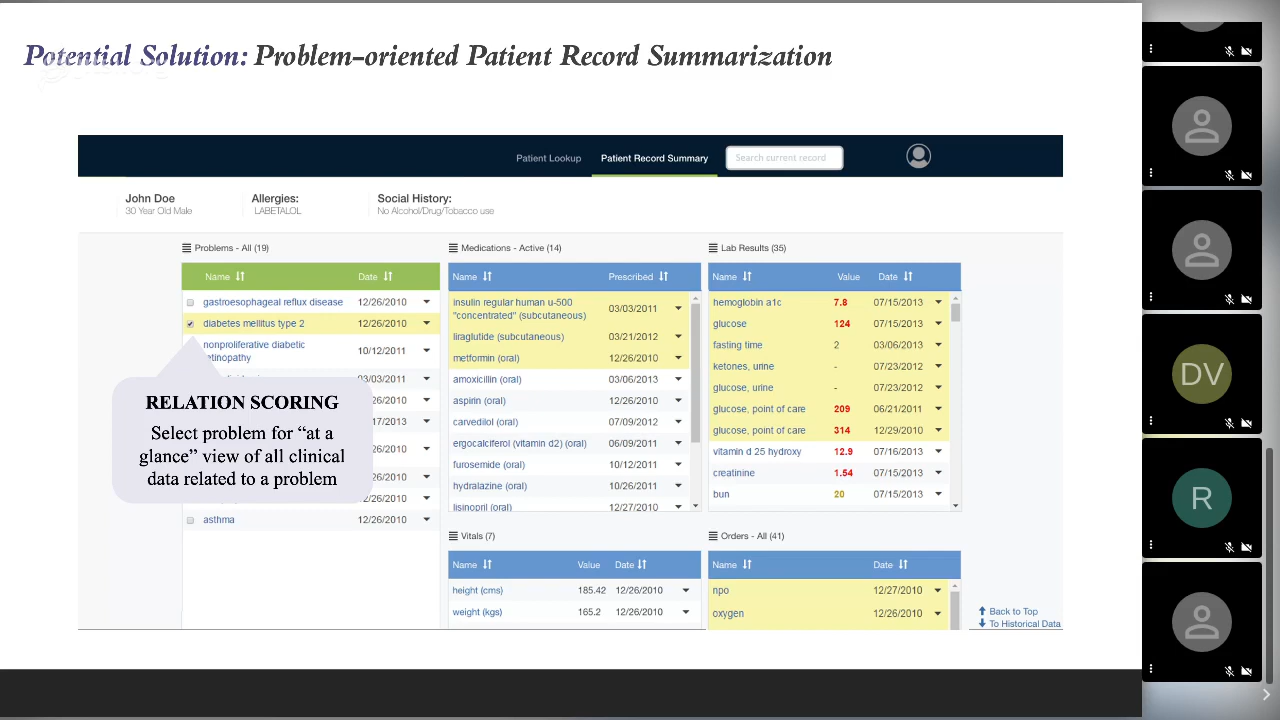 Potential Solution: Problem-oriented Patient Record Summarization
Patient Lookup
Patient Record Summary
Search current record
John Doe
30 Year Old Male
Allergies:
LABETALOL
Social History:
No Alcohol/Drug/Tobacco use
Problems - All (19)
Name Date
gastroesophageal reflux disease 12/26/2010
diabetes mellitus type 2 12/26/2010
nonproliferative diabetic
retinopathy 10/12/2011
03/03/2011
asthma 12/26/2010
RELATION SCORING
Select problem for “at a
glance” view of all clinical
data related to a problem
Medications - Active (14)
Name Prescribed
insulin regular human u-500
"concentrated" (subcutaneous) 03/03/2011
liraglutide (subcutaneous) 03/21/2012
metformin (oral) 12/26/2010
amoxicillin (oral) 03/06/2013
aspirin (oral) 12/26/2010
carvedilol (oral) 07/09/2012
ergocalciferol (vitamin d2) (oral) 06/09/2011
furosemide (oral) 10/12/2011
hydralazine (oral) 10/26/2011
lisinopril (oral) 12/27/2010
Lab Results (35)
Name Value Date
hemoglobin a1c 7.8 07/15/2013
glucose 124 07/15/2013
fasting time 2 03/06/2013
ketones, urine - 07/23/2012
glucose, urine - 07/23/2012
glucose, point of care 209 06/21/2011
glucose, point of care 314 12/29/2010
vitamin d 25 hydroxy 12.9 07/15/2013
creatinine 1.54 07/15/2013
bun 20 07/15/2013
Vitals (7)
Name Value Date
height (cms) 185.42 12/26/2010
weight (kgs) 165.2 12/26/2010
Orders - All (41)
Name Date
npo 12/27/2010
oxygen 12/26/2010
Back to Top
To Historical Data
DV
R